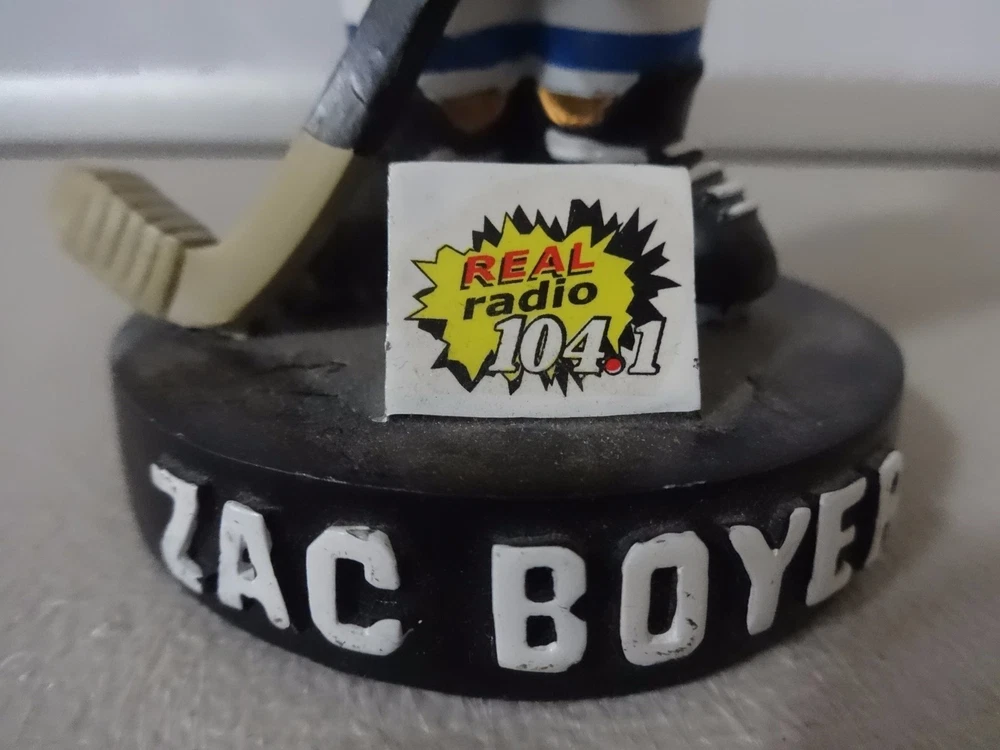 REAL
radio
104.1
ZAC BOYER